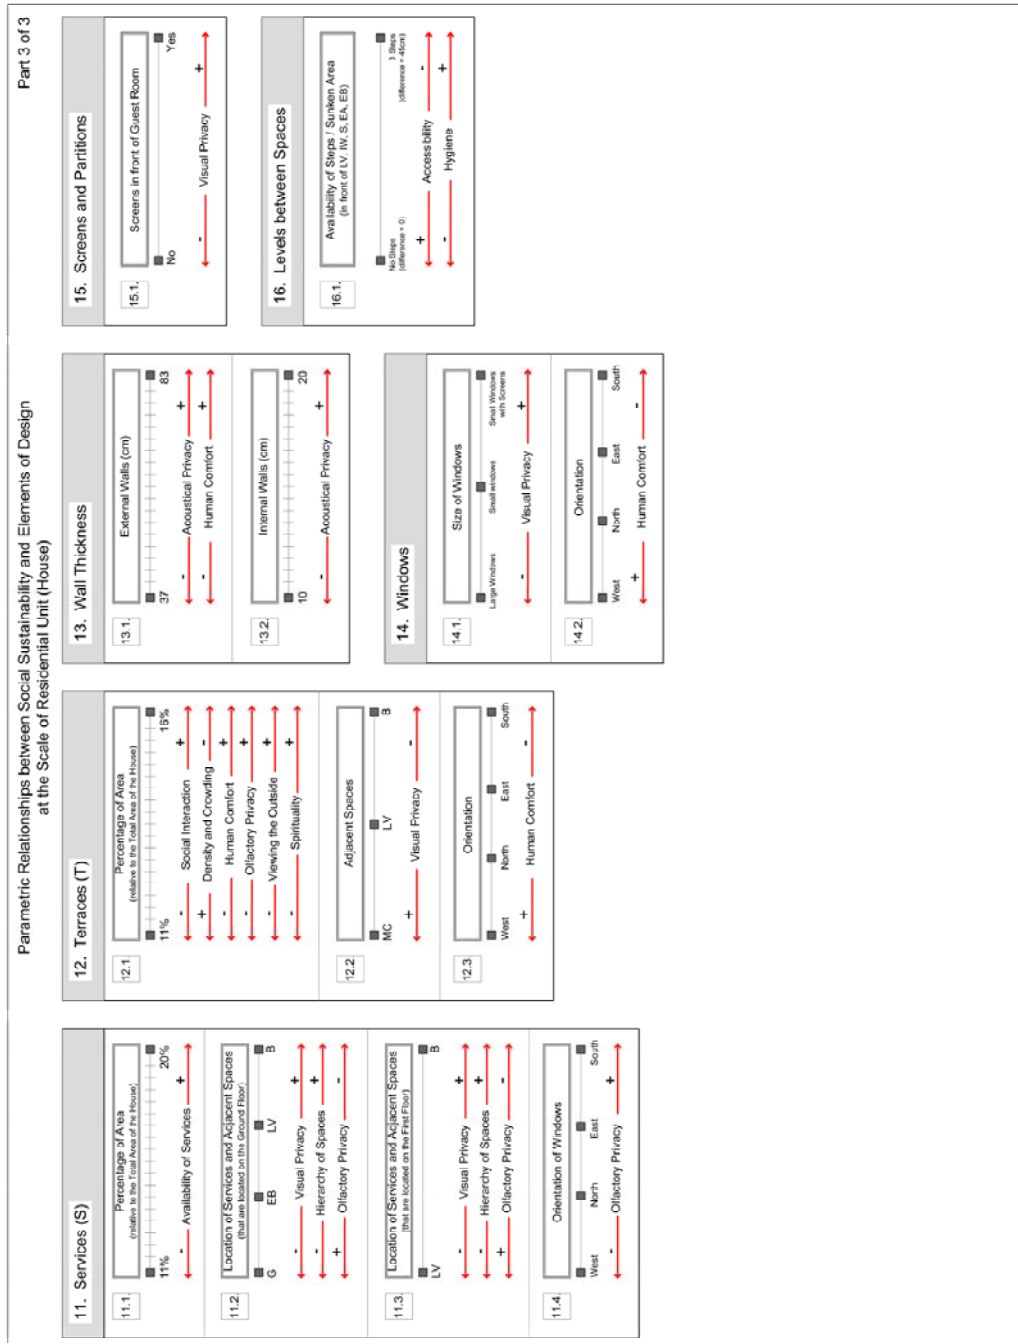 Parametric Relationships between Social Sustainability and Elements of Design
at the Scale of Residential Unit (House)
Part 3 of 3
11. Services (S)
11.1.
Percentage of Area
(relative to the Total Area of the House)
11%
20%
- Availability of Services +
11.2.
Location of Services and Adjacent Spaces
(that are located on the Ground Floor)
G
EB
LV
B
- Visual Privacy +
- Hierarchy of Spaces +
+ Olfactory Privacy -
11.3.
Location of Services and Adjacent Spaces
(that are located on the First Floor)
LV
B
- Visual Privacy +
- Hierarchy of Spaces +
+ Olfactory Privacy -
11.4.
Orientation of Windows
West
North
East
South
- Olfactory Privacy +
12. Terraces (T)
12.1
Percentage of Area
(relative to the Total Area of the House)
11%
15%
- Social Interaction +
+ Density and Crowding -
- Human Comfort +
- Olfactory Privacy +
- Viewing the Outside +
- Spirituality +
12.2
Adjacent Spaces
MC
LV
B
+ Visual Privacy -
12.3
Orientation
West
North
East
South
+ Human Comfort -
13. Wall Thickness
13.1.
External Walls (cm)
37
83
- Acoustical Privacy +
- Human Comfort +
13.2.
Internal Walls (cm)
10
20
- Acoustical Privacy +
14. Windows
14.1.
Size of Windows
Large Windows
Small windows
Small Windows
with Screens
- Visual Privacy +
14.2.
Orientation
West
North
East
South
+ Human Comfort -
15. Screens and Partitions
15.1.
Screens in front of Guest Room
No
Yes
- Visual Privacy +
16. Levels between Spaces
16.1.
Availability of Steps / Sunken Area
(in front of LV, IV, S, EA, EB)
No Steps
(difference = 0)
3 Steps
(difference = 45cm)
+ Accessibility -
- Hygiene +